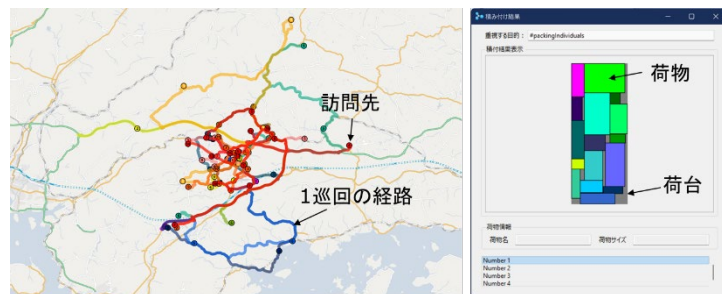 訪問先
1巡回の経路
積み付け結果
重視する目的： #packingIndividuals
積付結果表示
荷物
荷台
荷物情報
荷物名
荷物サイズ
Number 1
Number 2
Number 3
Number 4